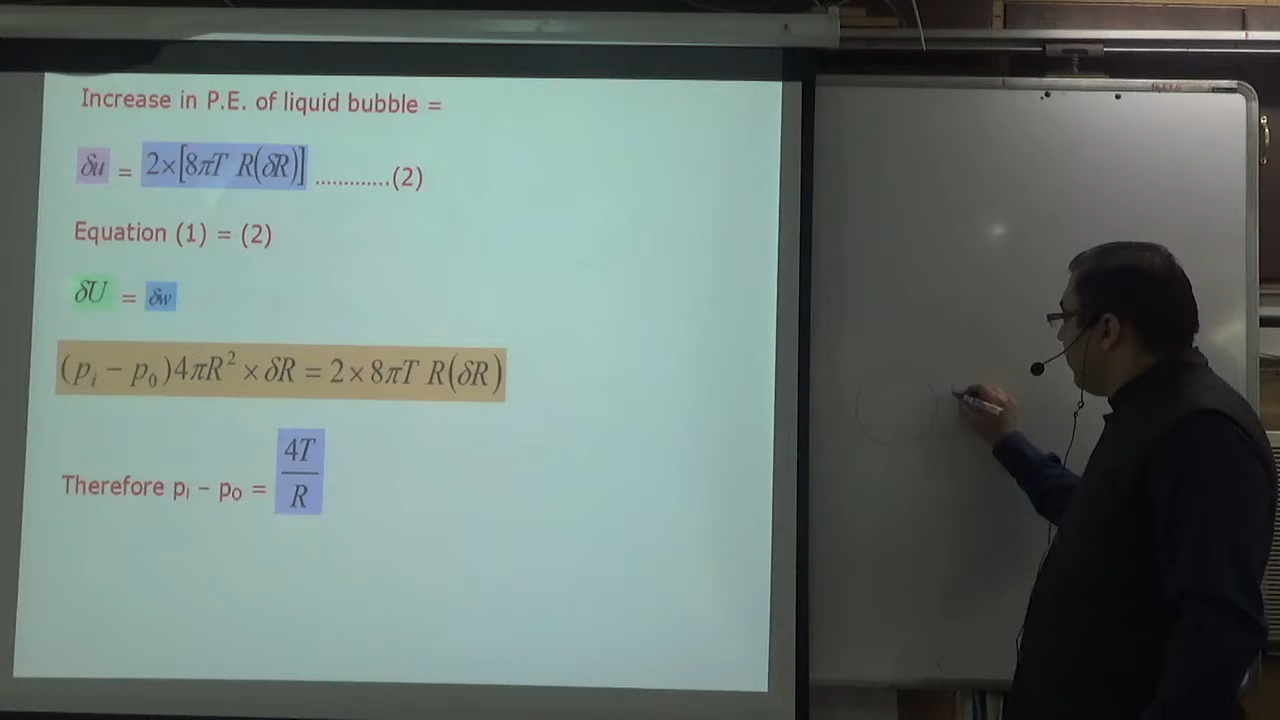 Increase in P.E. of liquid bubble =
δu = 2×[8πT R(δR)] .............(2)
Equation (1) = (2)
δU = δw
(pᵢ − p₀)4πR² × δR = 2×8πT R(δR)
Therefore pᵢ − p₀ = 4T/R